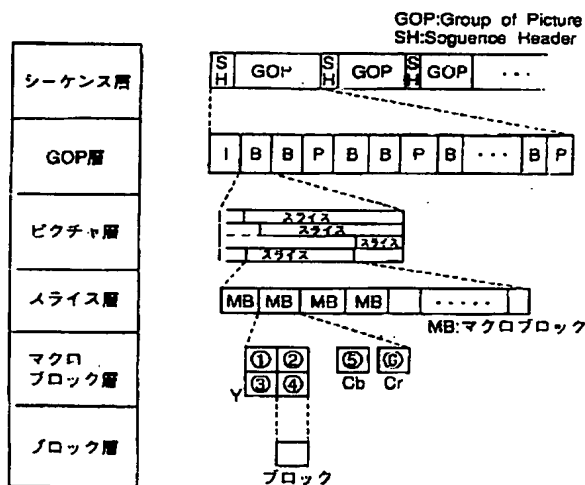 GOP:Group of Picture
SH:Soguence Header
シーケンス層
SH GOP SH GOP SH GOP ・・・
GOP層
I B B P B B P B ・・・ B P
ピクチャ層
スライス
スライス
スライス
スライス
スライス層
MB MB MB MB ・・・・・
MB:マクロブロック
マクロ
ブロック層
① ② ⑤ ⑥
③ ④ Cb Cr
Y
ブロック層
ブロック